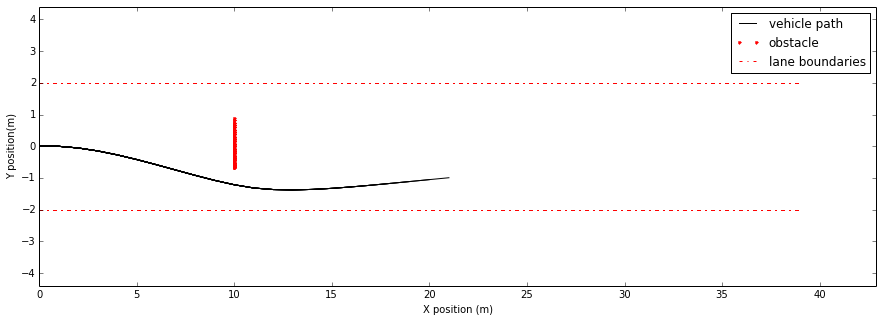 4
3
2
1
0
−1
−2
−3
−4
Y position(m)
vehicle path
obstacle
lane boundaries
0 5 10 15 20 25 30 35 40
X position (m)